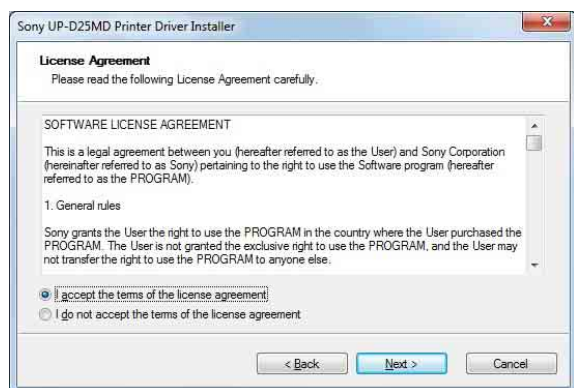 Sony UP-D25MD Printer Driver Installer
License Agreement
Please read the following License Agreement carefully.
SOFTWARE LICENSE AGREEMENT
This is a legal agreement between you (hereafter referred to as the User) and Sony Corporation
(hereinafter referred to as Sony) pertaining to the right to use the Software program (hereafter
referred to as the PROGRAM).
1. General rules
Sony grants the User the right to use the PROGRAM in the country where the User purchased the
PROGRAM. The User is not granted the exclusive right to use the PROGRAM, and the User may
not transfer the right to use the PROGRAM to anyone else.
I accept the terms of the license agreement
I do not accept the terms of the license agreement
< Back
Next >
Cancel